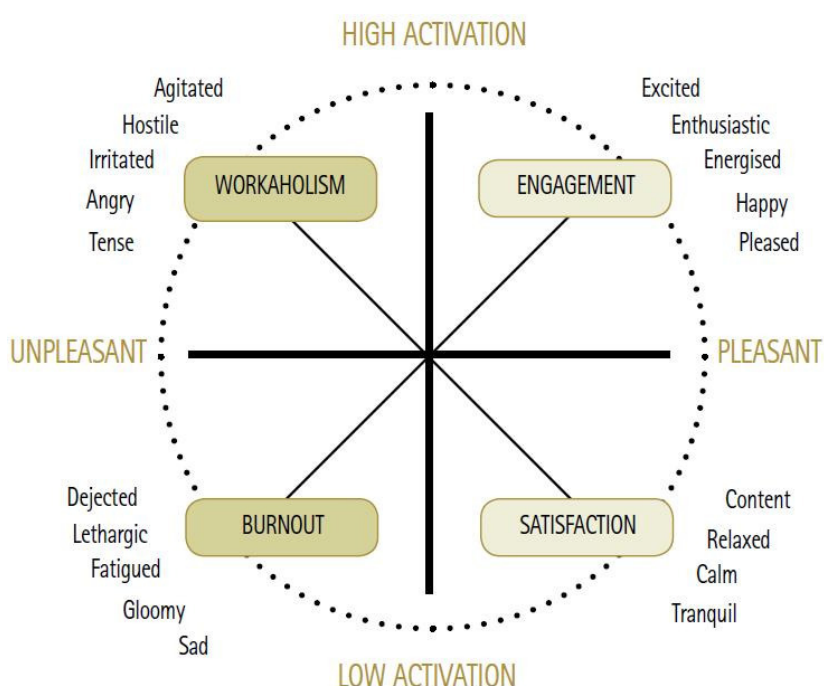 HIGH ACTIVATION
Agitated
Hostile
Irritated
Angry
Tense
WORKAHOLISM
ENGAGEMENT
Excited
Enthusiastic
Energised
Happy
Pleased
UNPLEASANT
PLEASANT
Dejected
Lethargic
Fatigued
Gloomy
Sad
BURNOUT
SATISFACTION
Content
Relaxed
Calm
Tranquil
LOW ACTIVATION